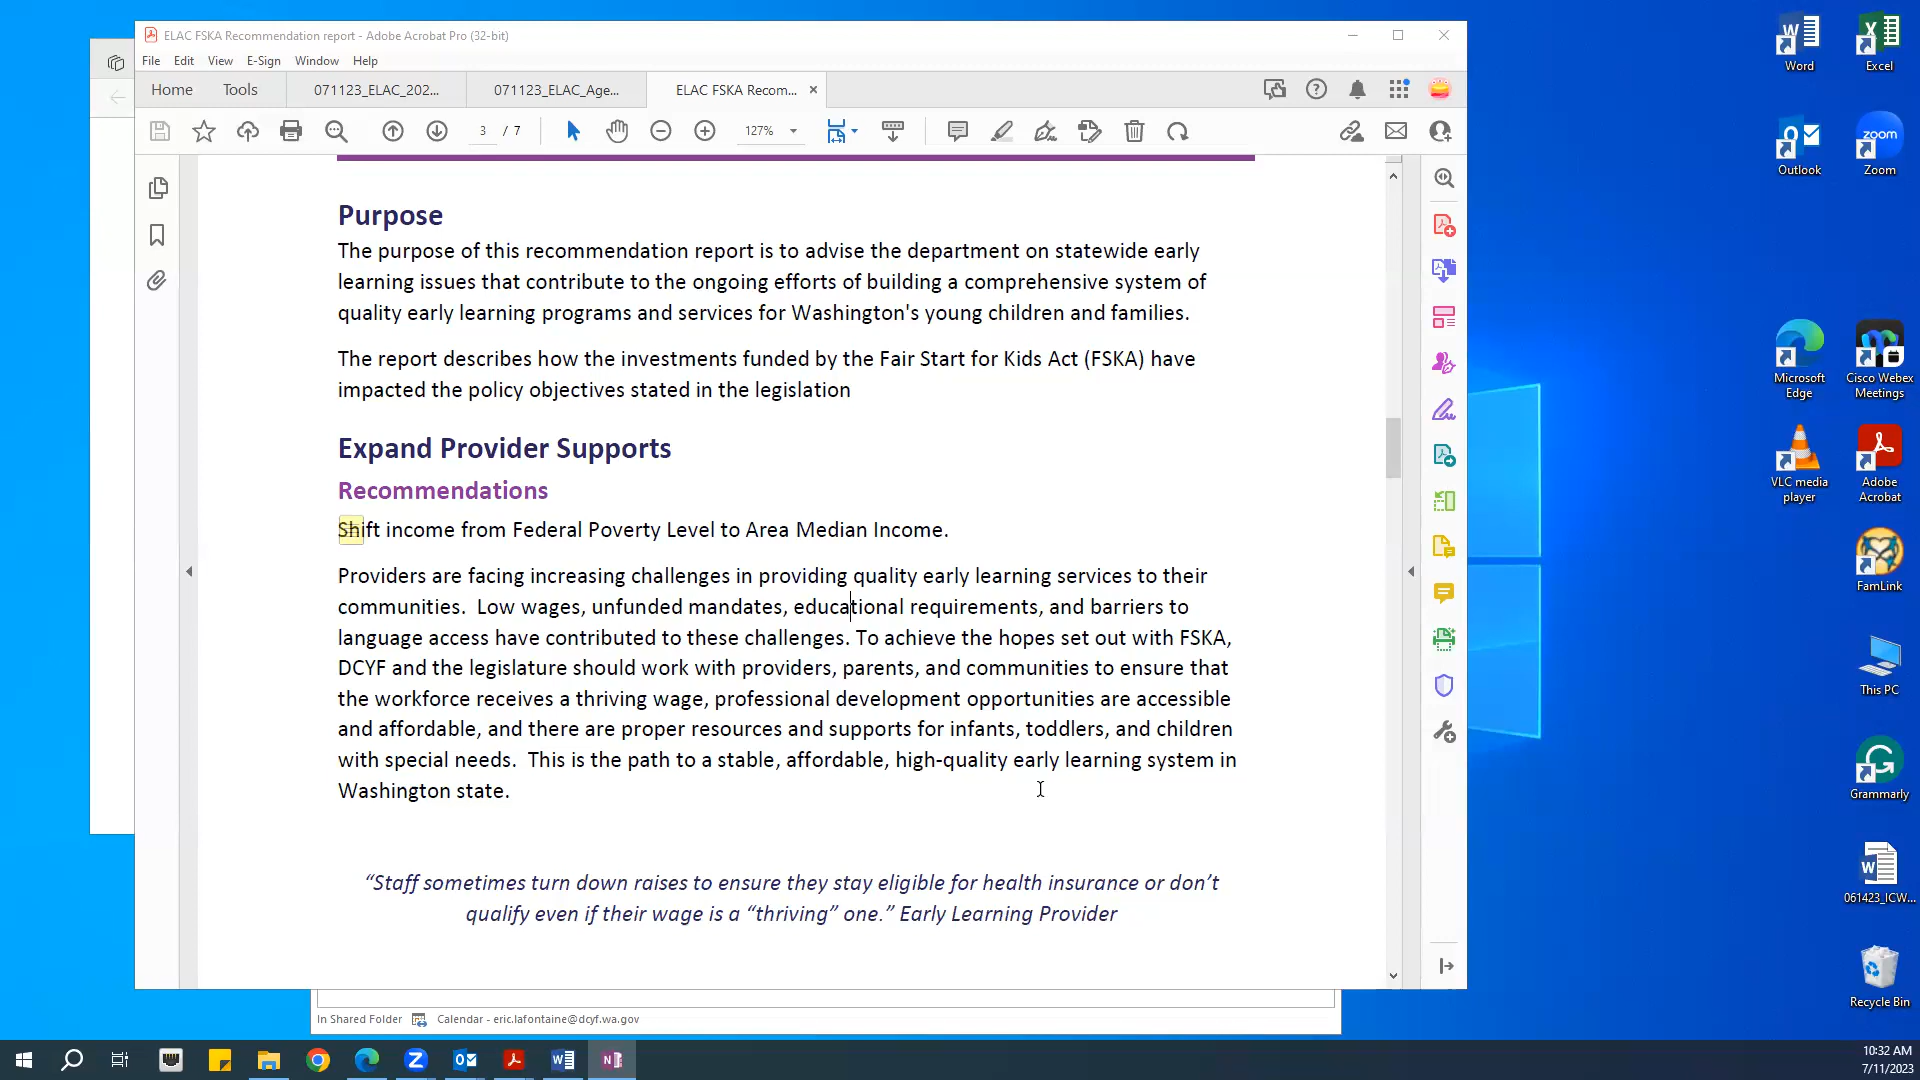 ELAC FSKA Recommendation report - Adobe Acrobat Pro (32-bit)
File Edit View E-Sign Window Help
Home Tools 071123_ELAC_202... 071123_ELAC_Age... ELAC FSKA Recom...
3 / 7 127%
Purpose
The purpose of this recommendation report is to advise the department on statewide early
learning issues that contribute to the ongoing efforts of building a comprehensive system of
quality early learning programs and services for Washington's young children and families.
The report describes how the investments funded by the Fair Start for Kids Act (FSKA) have
impacted the policy objectives stated in the legislation
Expand Provider Supports
Recommendations
Shift income from Federal Poverty Level to Area Median Income.
Providers are facing increasing challenges in providing quality early learning services to their
communities.  Low wages, unfunded mandates, educational requirements, and barriers to
language access have contributed to these challenges. To achieve the hopes set out with FSKA,
DCYF and the legislature should work with providers, parents, and communities to ensure that
the workforce receives a thriving wage, professional development opportunities are accessible
and affordable, and there are proper resources and supports for infants, toddlers, and children
with special needs.  This is the path to a stable, affordable, high-quality early learning system in
Washington state.
“Staff sometimes turn down raises to ensure they stay eligible for health insurance or don’t
qualify even if their wage is a “thriving” one.” Early Learning Provider
In Shared Folder Calendar - eric.lafontaine@dcyf.wa.gov
Word
Excel
Outlook
zoom
Zoom
Microsoft
Edge
Cisco Webex
Meetings
VLC media
player
Adobe
Acrobat
FamLink
This PC
Grammarly
061423_ICW...
Recycle Bin
10:32 AM
7/11/2023